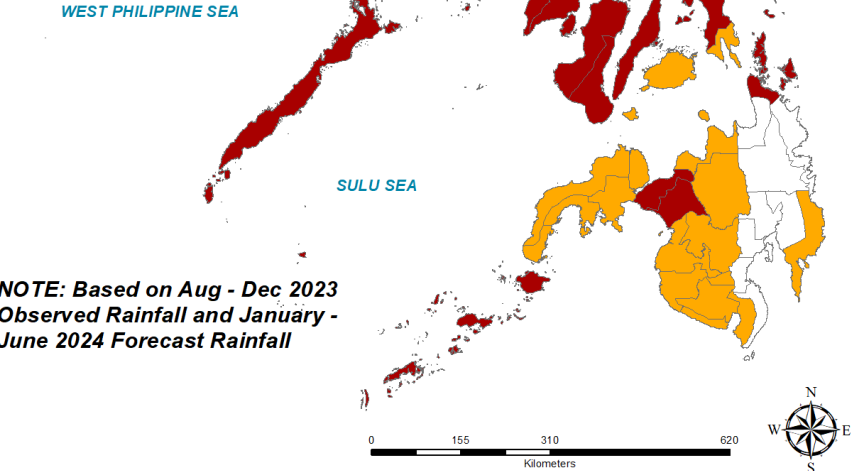 WEST PHILIPPINE SEA
SULU SEA
NOTE: Based on Aug - Dec 2023
Observed Rainfall and January -
June 2024 Forecast Rainfall
N
W E
S
0 155 310 620
Kilometers